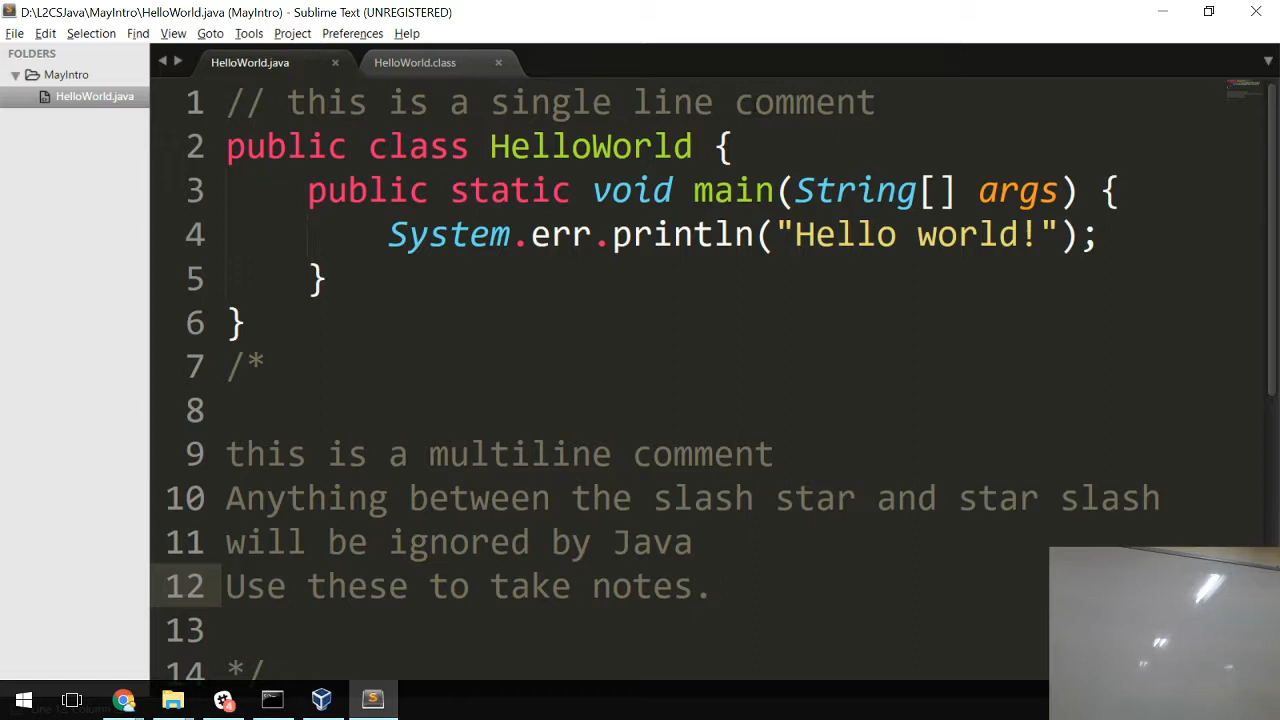 D:\L2CSJava\MayIntro\HelloWorld.java (MayIntro) - Sublime Text (UNREGISTERED)
File Edit Selection Find View Goto Tools Project Preferences Help
FOLDERS
MayIntro
HelloWorld.java
HelloWorld.java HelloWorld.class
1 // this is a single line comment
2 public class HelloWorld {
3 public static void main(String[] args) {
4 System.err.println("Hello world!");
5 }
6 }
7 /*
8
9 this is a multiline comment
10 Anything between the slash star and star slash
11 will be ignored by Java
12 Use these to take notes.
13
14 */
4